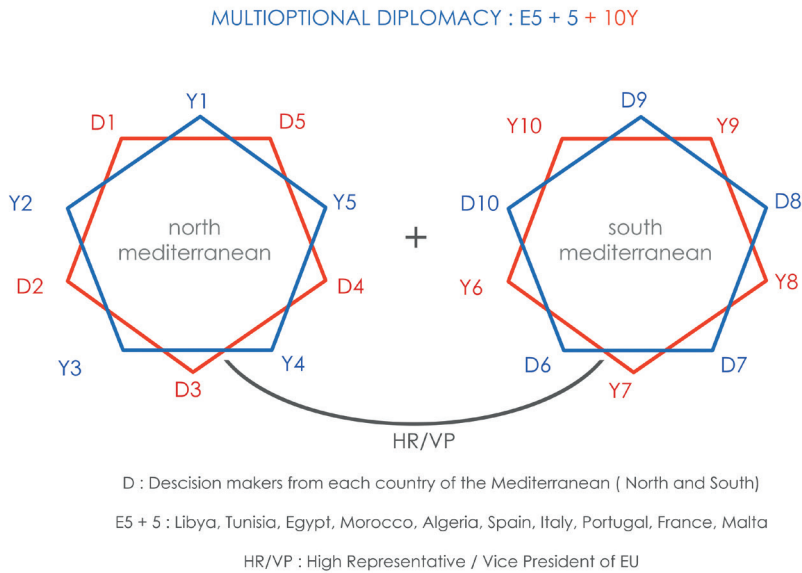 MULTIOPTIONAL DIPLOMACY : E5 + 5 + 10Y
Y1
D1
D5
Y2
Y5
north
mediterranean
D2
D4
Y3
Y4
D3
+
D9
Y10
Y9
D10
D8
south
mediterranean
Y6
Y8
D6
D7
Y7
HR/VP
D : Descision makers from each country of the Mediterranean ( North and South)
E5 + 5 : Libya, Tunisia, Egypt, Morocco, Algeria, Spain, Italy, Portugal, France, Malta
HR/VP : High Representative / Vice President of EU